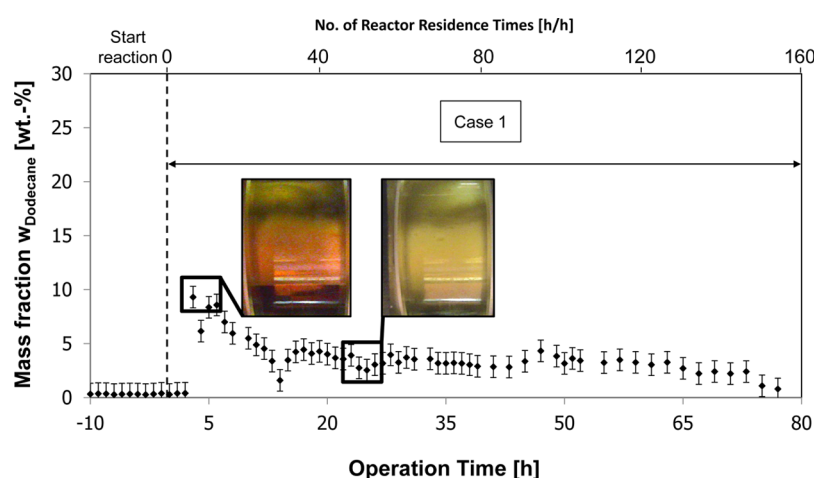 No. of Reactor Residence Times [h/h]
Start
reaction 0 40 80 120 160
Mass fraction wDodecane [wt.-%]
30
25
20
15
10
5
0
Case 1
-10 5 20 35 50 65 80
Operation Time [h]